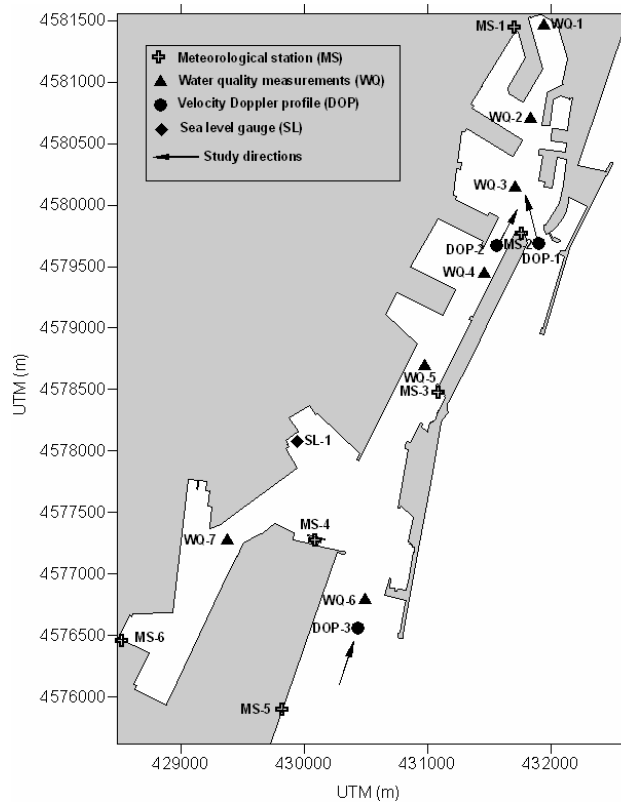 4581500
4581000
4580500
4580000
4579500
4579000
4578500
4578000
4577500
4577000
4576500
4576000
UTM (m)
Meteorological station (MS)
Water quality measurements (WQ)
Velocity Doppler profile (DOP)
Sea level gauge (SL)
Study directions
MS-1
WQ-1
WQ-2
WQ-3
DOP-2
MS-2
DOP-1
WQ-4
WQ-5
MS-3
SL-1
MS-4
WQ-7
WQ-6
DOP-3
MS-6
MS-5
429000
430000
431000
432000
UTM (m)